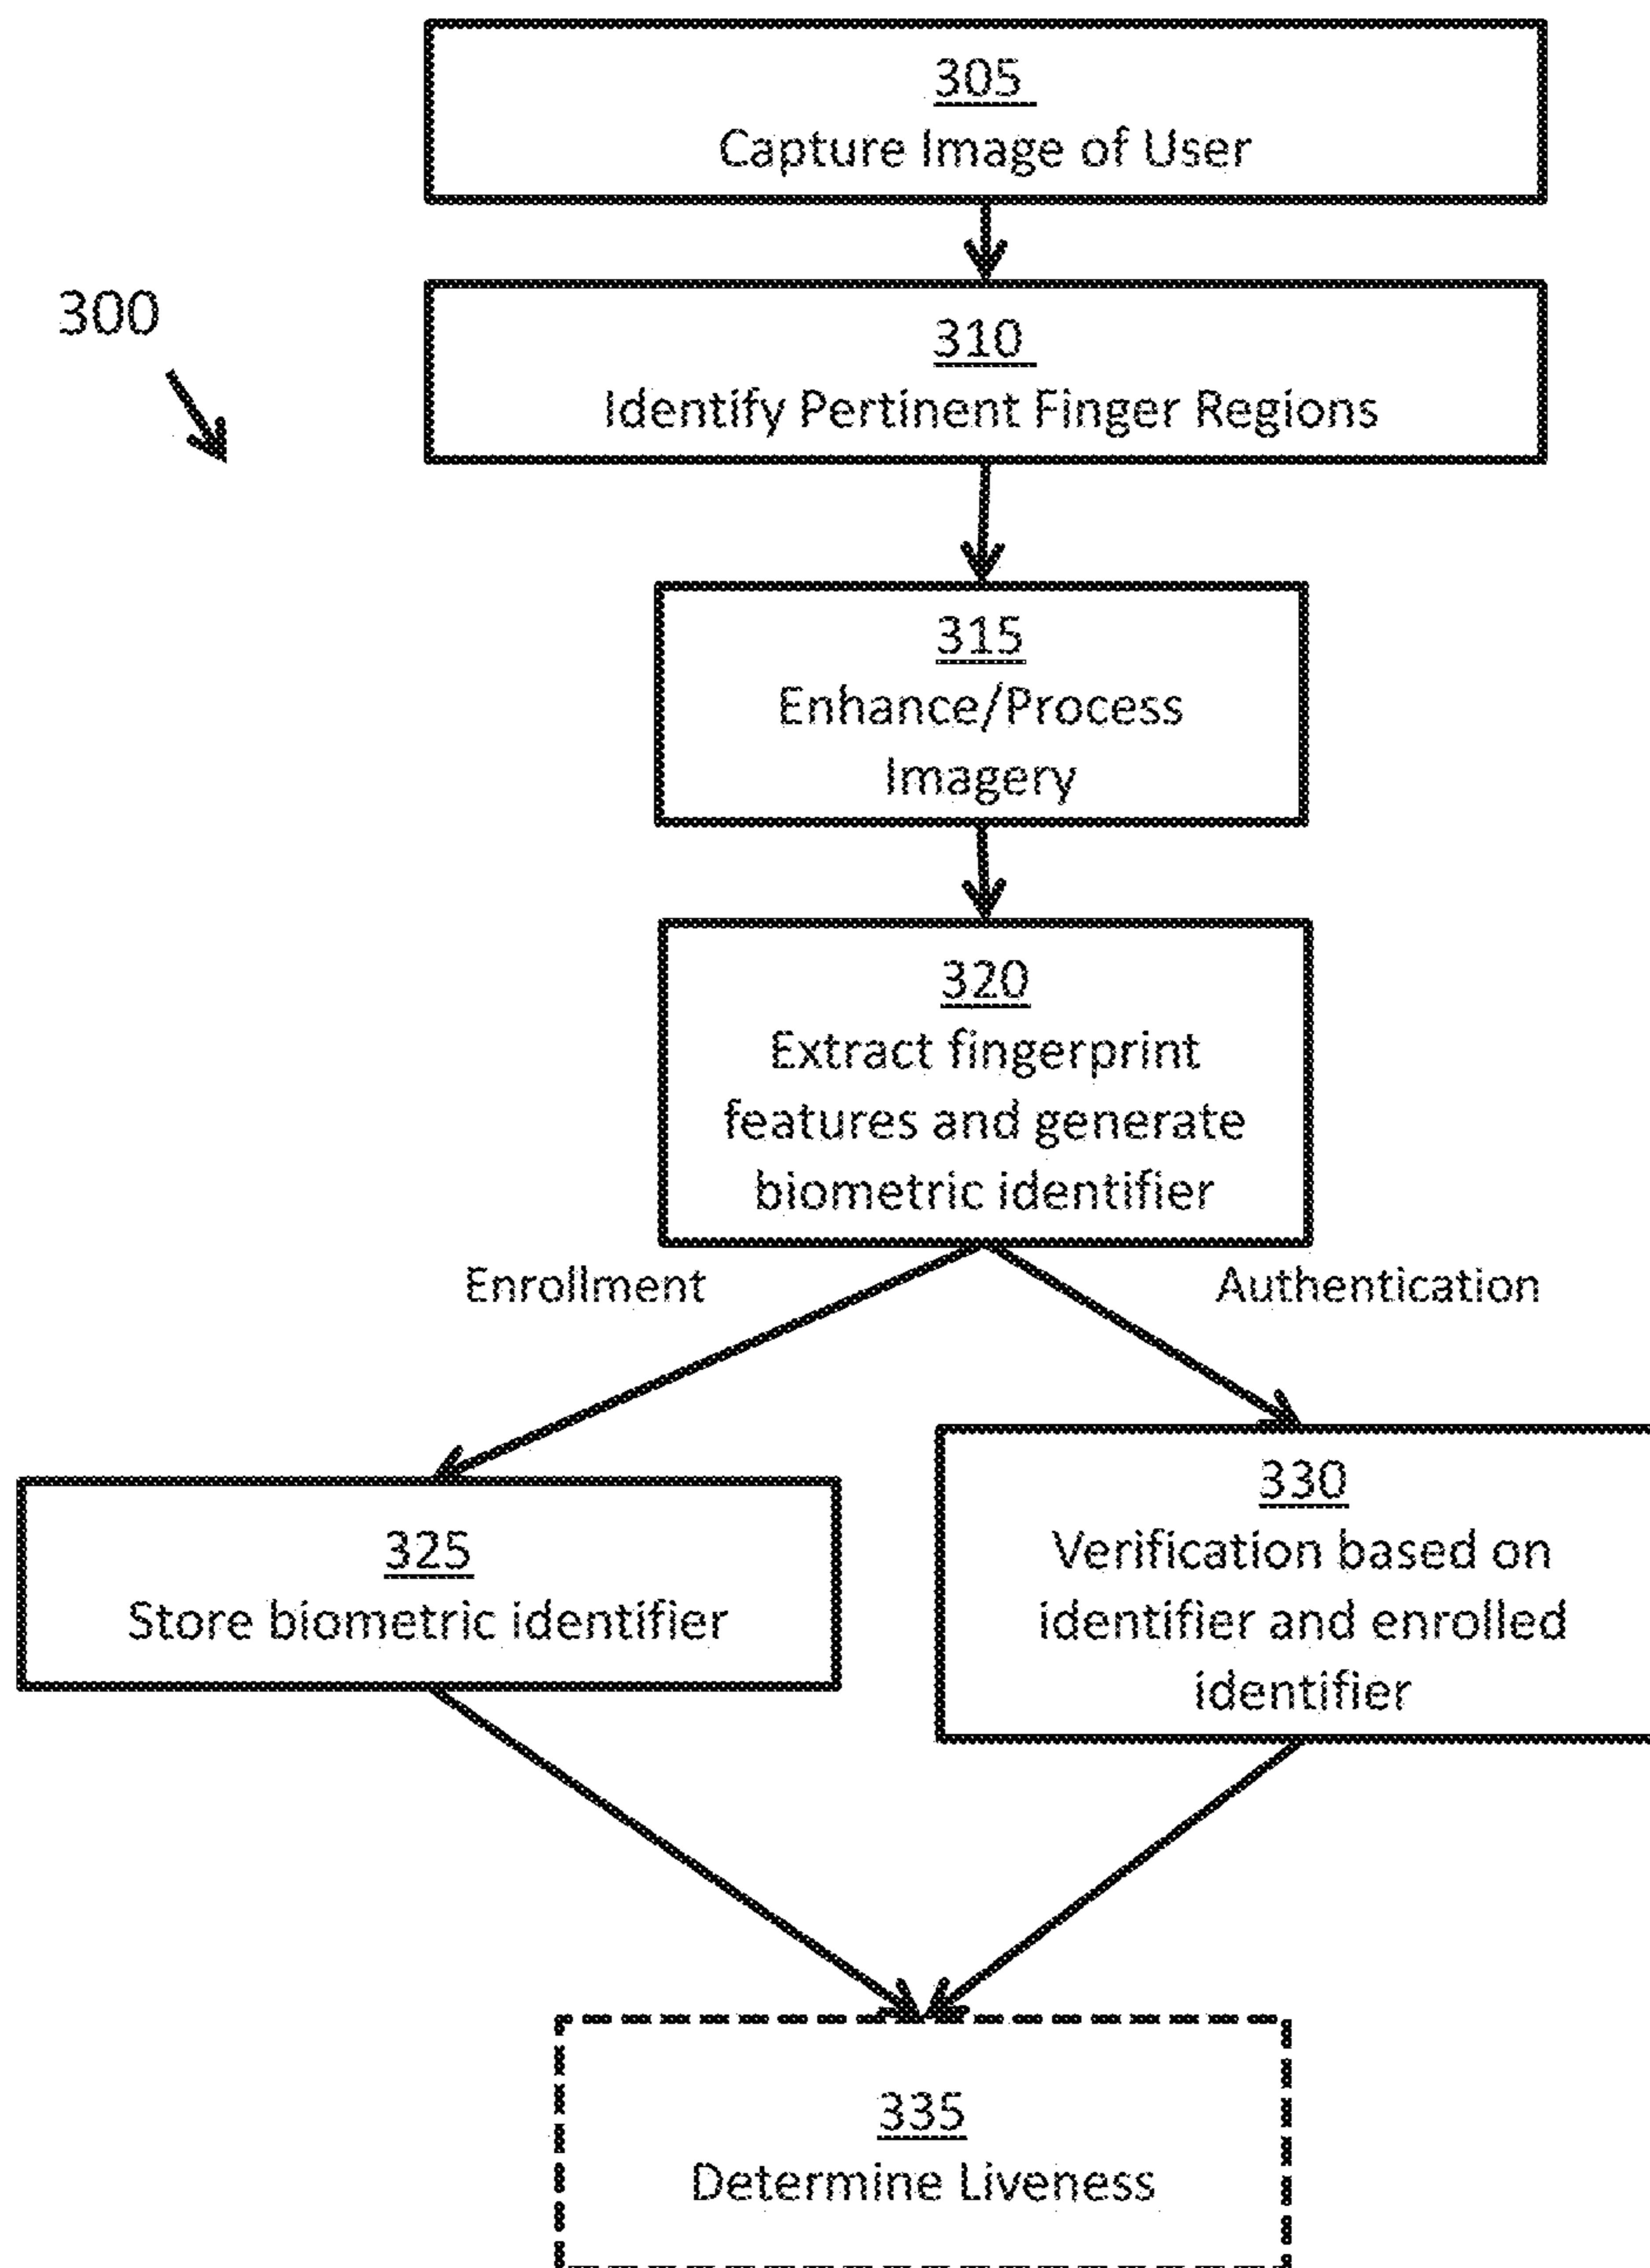 305
Capture Image of User
300
310
Identify Pertinent Finger Regions
315
Enhance/Process
Imagery
320
Extract fingerprint
features and generate
biometric identifier
Enrollment
Authentication
325
Store biometric identifier
330
Verification based on
identifier and enrolled
identifier
335
Determine Liveness